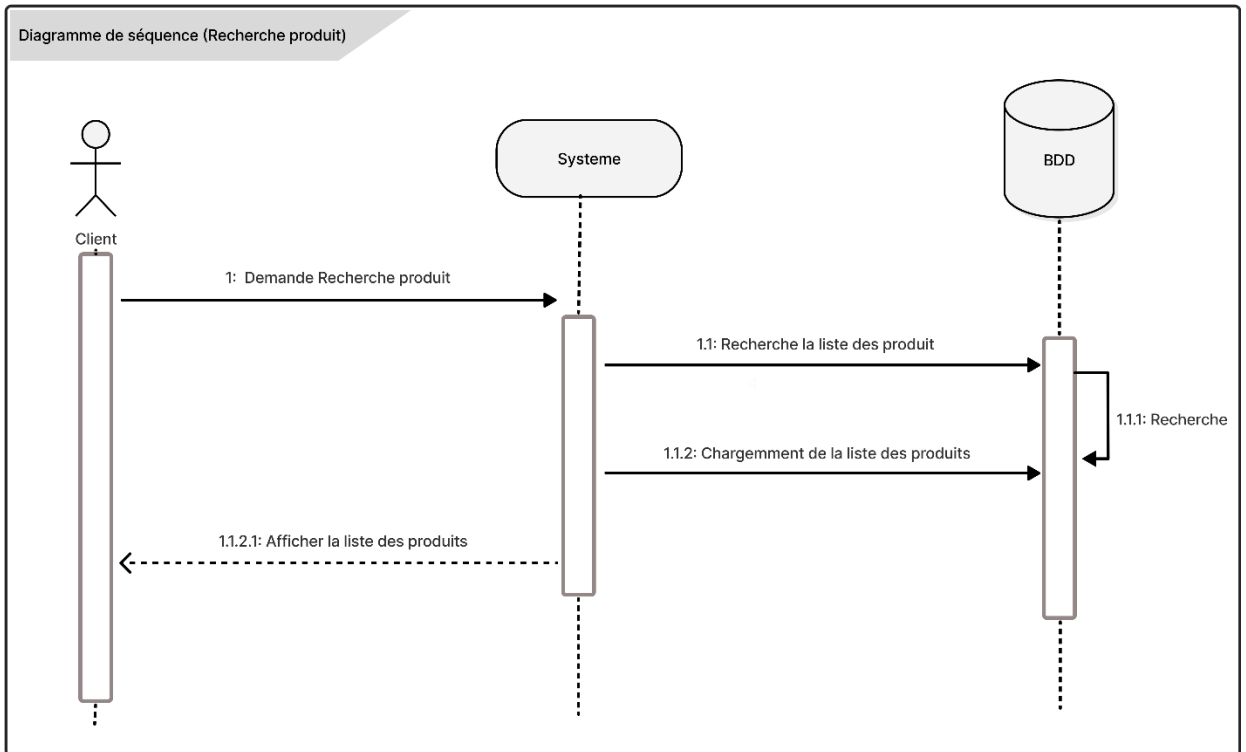 Diagramme de séquence (Recherche produit)
Systeme
BDD
Client
1: Demande Recherche produit
1.1: Recherche la liste des produit
1.1.1: Recherche
1.1.2: Chargemment de la liste des produits
1.1.2.1: Afficher la liste des produits